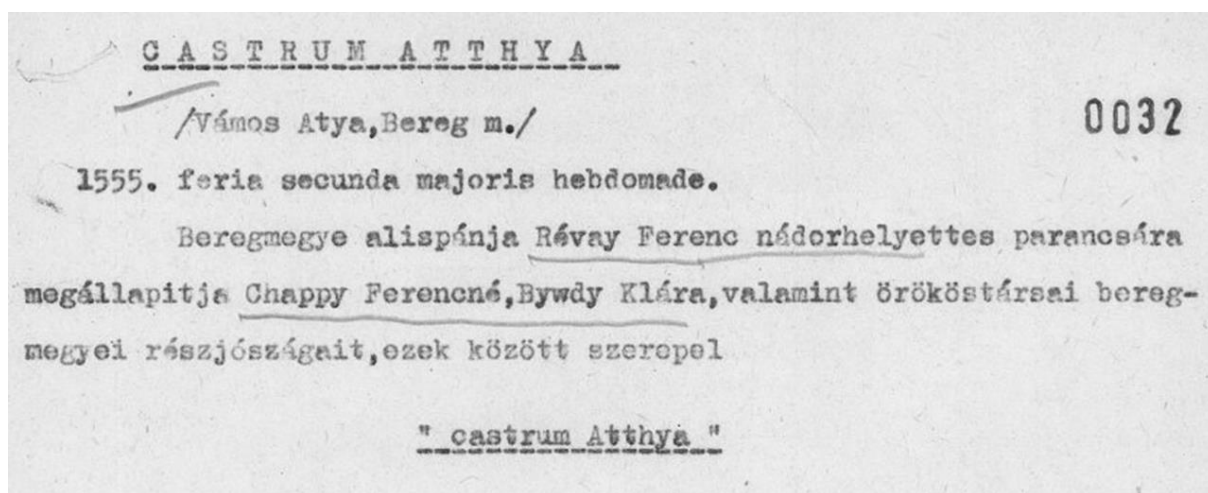 CASTRUM ATTHYA
/Vámos Atya,Bereg m./
0032
1555. feria secunda majoris hebdomade.
Beregmegye alispánja Révay Ferenc nádorhelyettes parancsára
megállapitja Chappy Ferencné,Bywdy Klára,valamint örököstársai bereg-
megyei részjószágait,ezek között szerepel
" castrum Atthya "